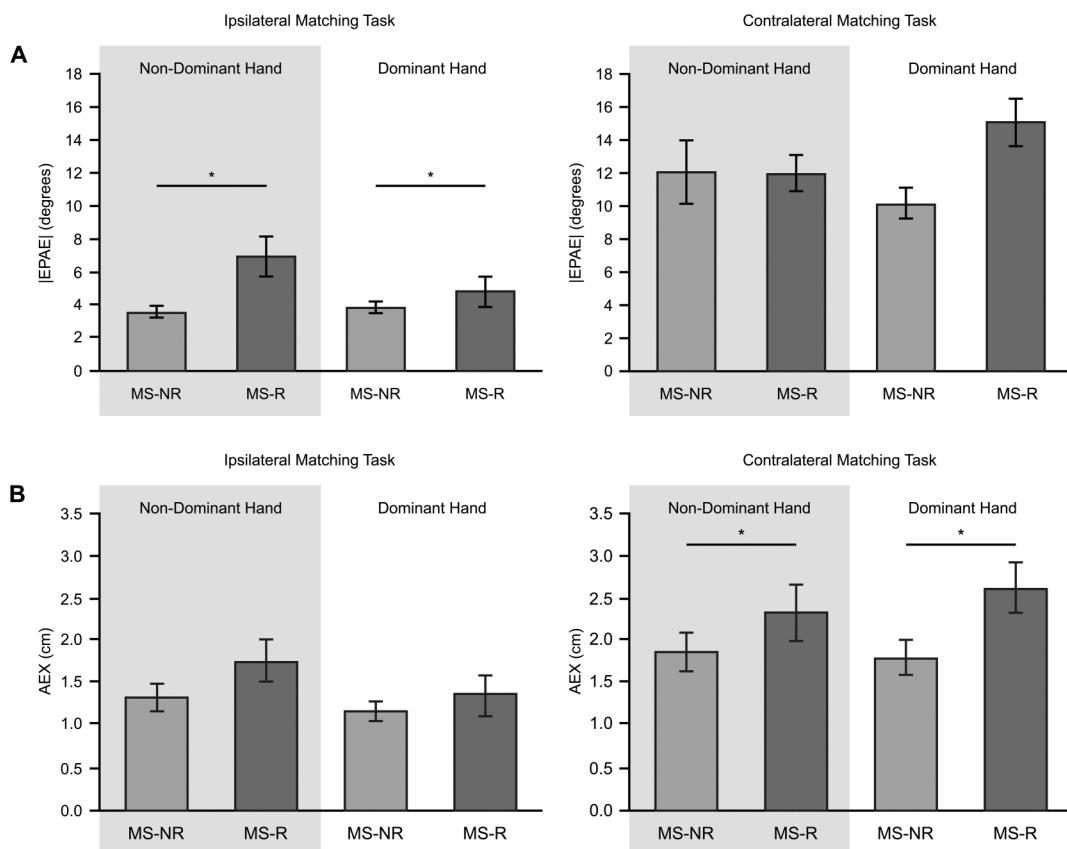 Ipsilateral Matching Task
Contralateral Matching Task
A
Non-Dominant Hand
Dominant Hand
|EPAE| (degrees)
18
16
14
12
10
8
6
4
2
0
*
*
MS-NR
MS-R
MS-NR
MS-R
Non-Dominant Hand
Dominant Hand
|EPAE| (degrees)
18
16
14
12
10
8
6
4
2
0
MS-NR
MS-R
MS-NR
MS-R
Ipsilateral Matching Task
Contralateral Matching Task
B
Non-Dominant Hand
Dominant Hand
AEX (cm)
3.5
3.0
2.5
2.0
1.5
1.0
0.5
0.0
MS-NR
MS-R
MS-NR
MS-R
Non-Dominant Hand
Dominant Hand
AEX (cm)
3.5
3.0
2.5
2.0
1.5
1.0
0.5
0.0
*
*
MS-NR
MS-R
MS-NR
MS-R